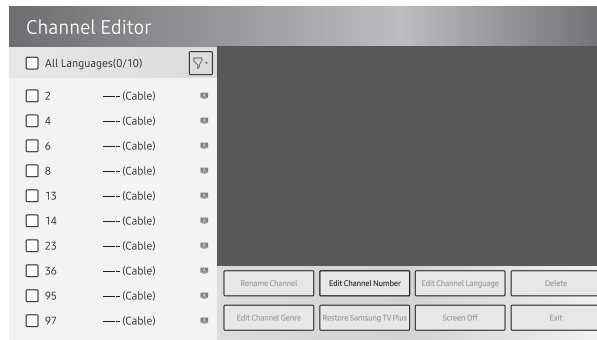 Channel Editor
All Languages(0/10)
2 —-- (Cable)
4 —-- (Cable)
6 —-- (Cable)
8 —-- (Cable)
13 —-- (Cable)
14 —-- (Cable)
23 —-- (Cable)
36 —-- (Cable)
95 —-- (Cable)
97 —-- (Cable)
Rename Channel Edit Channel Number Edit Channel Language Delete
Edit Channel Genre Restore Samsung TV Plus Screen Off Exit